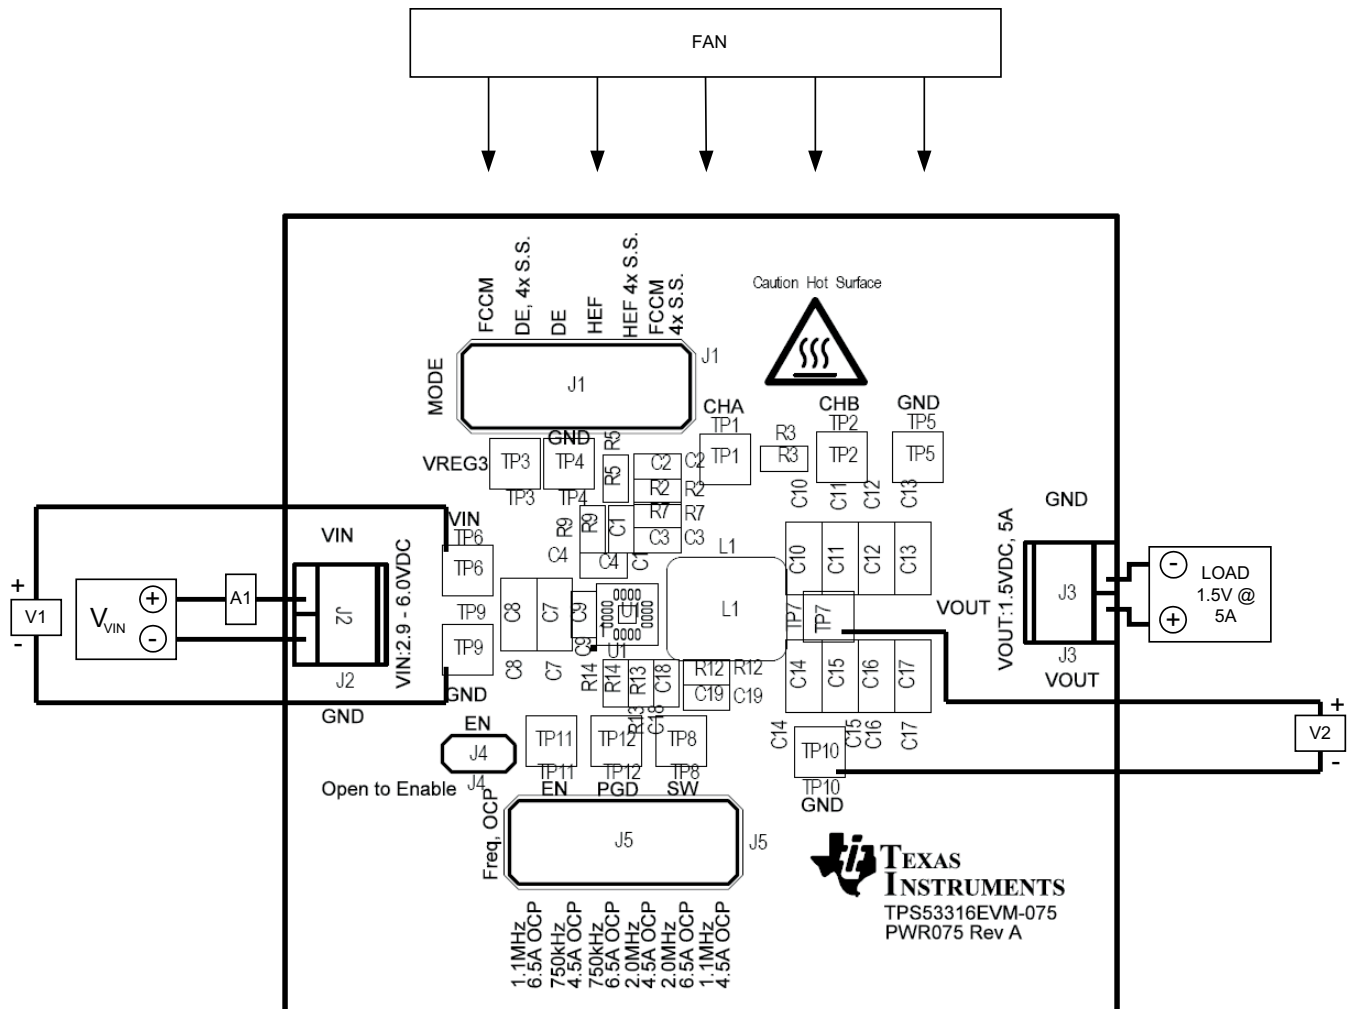 FAN
FCCM
DE, 4x S.S.
DE
HEF
HEF 4x S.S.
FCCM
4x S.S.
Caution Hot Surface
MODE
J1
J1
CHA
TP1
TP1
R3
R3
CHB
TP2
TP2
GND
TP5
TP5
VREG3
TP3
TP3
GND
TP4
TP4
R5
R5
C2
C2
R2
R2
R7
R7
C3
C3
R9
R9
C1
C1
C4
C4
C10
C11
C12
C13
C10
C11
C12
C13
L1
L1
VIN
TP6
TP6
TP9
TP9
GND
VIN
J2
J2
GND
VIN:2.9 - 6.0VDC
+
V1
-
VVIN
+
-
A1
C8
C7
C9
C8
C7
C9
U1
U1
R14
R14
R13
R13
C18
C18
R12
R12
C19
C19
TP7
TP7
VOUT
C14
C15
C16
C17
C14
C15
C16
C17
GND
VOUT:1.5VDC, 5A
J3
J3
VOUT
-
+
LOAD
1.5V @
5A
+
V2
-
EN
J4
J4
Open to Enable
TP11
TP11
EN
TP12
TP12
PGD
TP8
TP8
SW
TP10
TP10
GND
Freq, OCP
J5
J5
1.1MHz
6.5A OCP
750kHz
4.5A OCP
750kHz
6.5A OCP
2.0MHz
4.5A OCP
2.0MHz
6.5A OCP
1.1MHz
4.5A OCP
TEXAS
INSTRUMENTS
TPS53316EVM-075
PWR075 Rev A